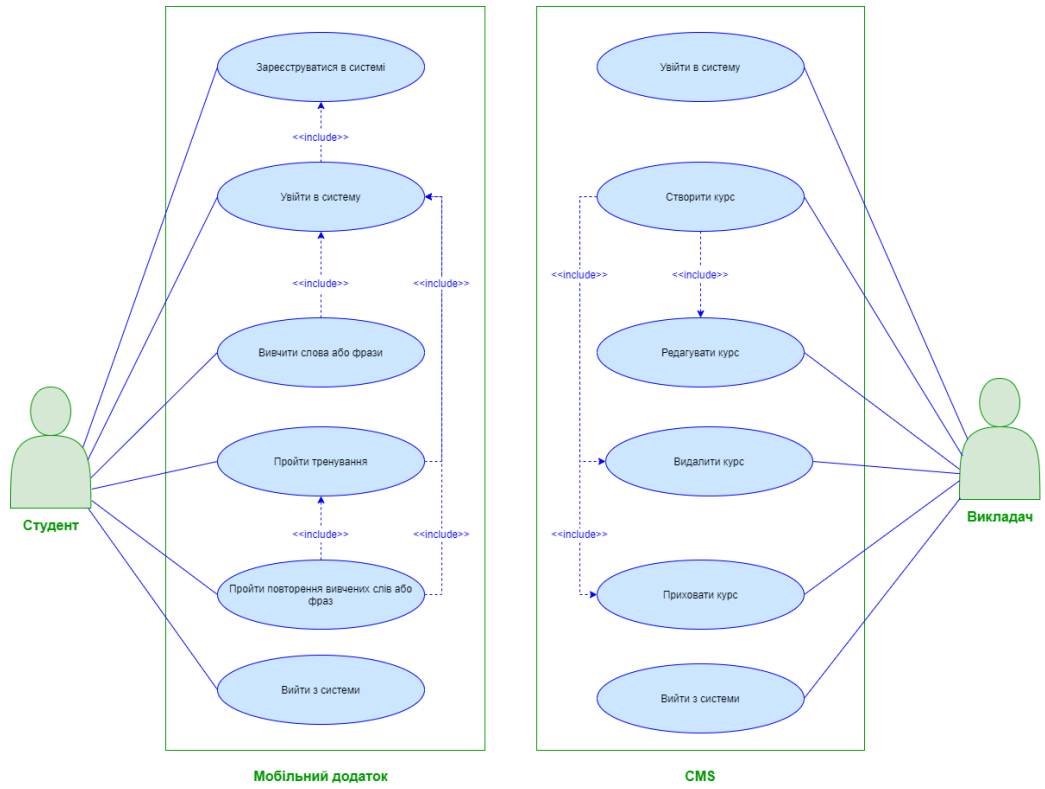 Зареєструватися в системі
<<include>>
Увійти в систему
<<include>>
<<include>>
Вивчити слова або фрази
Пройти тренування
<<include>>
<<include>>
Пройти повторення вивчених слів або
фраз
Вийти з системи
Студент
Мобільний додаток
Увійти в систему
Створити курс
<<include>>
<<include>>
Редагувати курс
Видалити курс
<<include>>
Приховати курс
Вийти з системи
Викладач
CMS